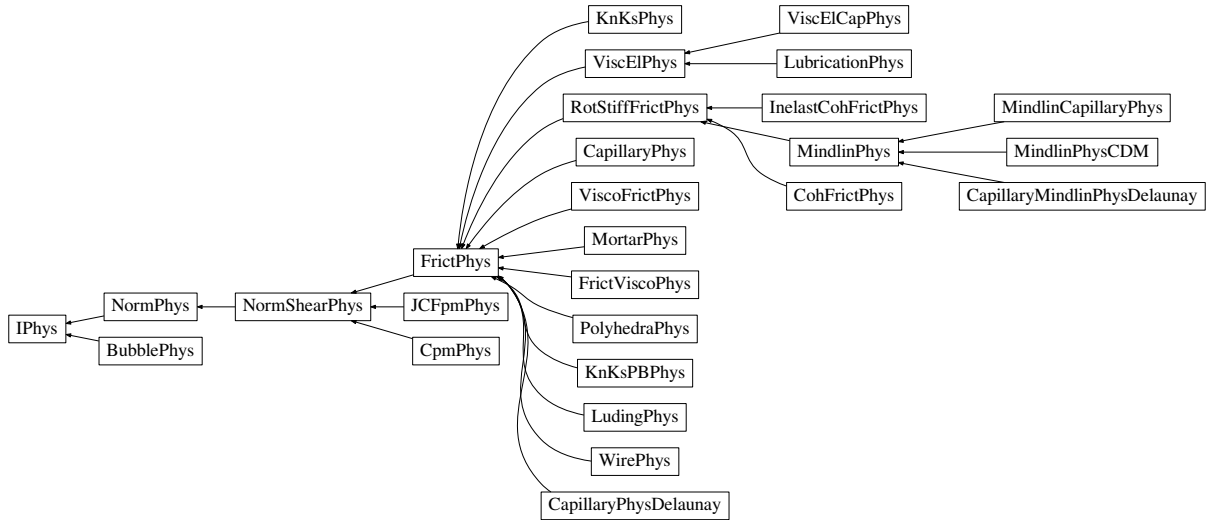 KnKsPhys
ViscElCapPhys
ViscElPhys
LubricationPhys
RotStiffFrictPhys
InelastCohFrictPhys
MindlinCapillaryPhys
CapillaryPhys
MindlinPhys
MindlinPhysCDM
ViscoFrictPhys
CohFrictPhys
CapillaryMindlinPhysDelaunay
MortarPhys
FrictPhys
FrictViscoPhys
NormPhys
NormShearPhys
JCFpmPhys
IPhys
PolyhedraPhys
BubblePhys
CpmPhys
KnKsPBPhys
LudingPhys
WirePhys
CapillaryPhysDelaunay